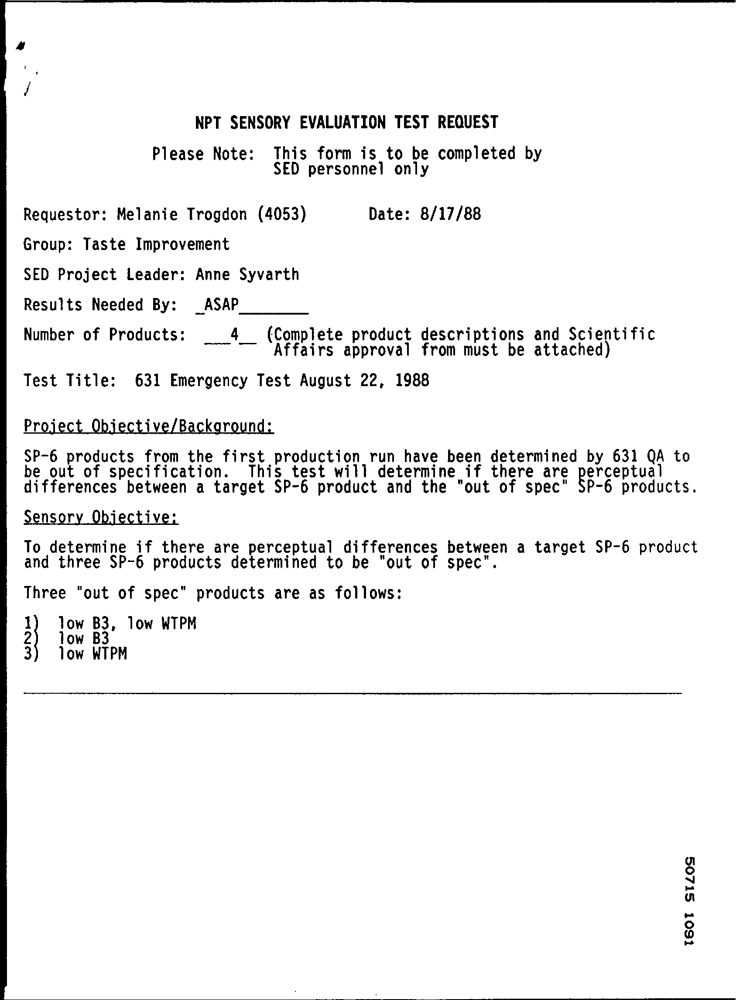 NPT SENSORY EVALUATION TEST REQUEST
Please Note: This form is to be completed by
SED personnel only
Requestor: Melanie Trogdon (4053) Date: 8/17/88
Group: Taste Improvement
SED Project Leader: Anne Syvarth
Results Needed By: _ASAP________
Number of Products: ___4__ (Complete product descriptions and Scientific
Affairs approval from must be attached)
Test Title: 631 Emergency Test August 22, 1988
Project Objective/Background:
SP-6 products from the first production run have been determined by 631 QA to
be out of specification. This test will determine if there are perceptual
differences between a target SP-6 product and the "out of spec" SP-6 products.
Sensory Objective:
To determine if there are perceptual differences between a target SP-6 product
and three SP-6 products determined to be "out of spec".
Three "out of spec" products are as follows:
1) low B3, low WTPM
2) low B3
3) low WTPM
50715 1091